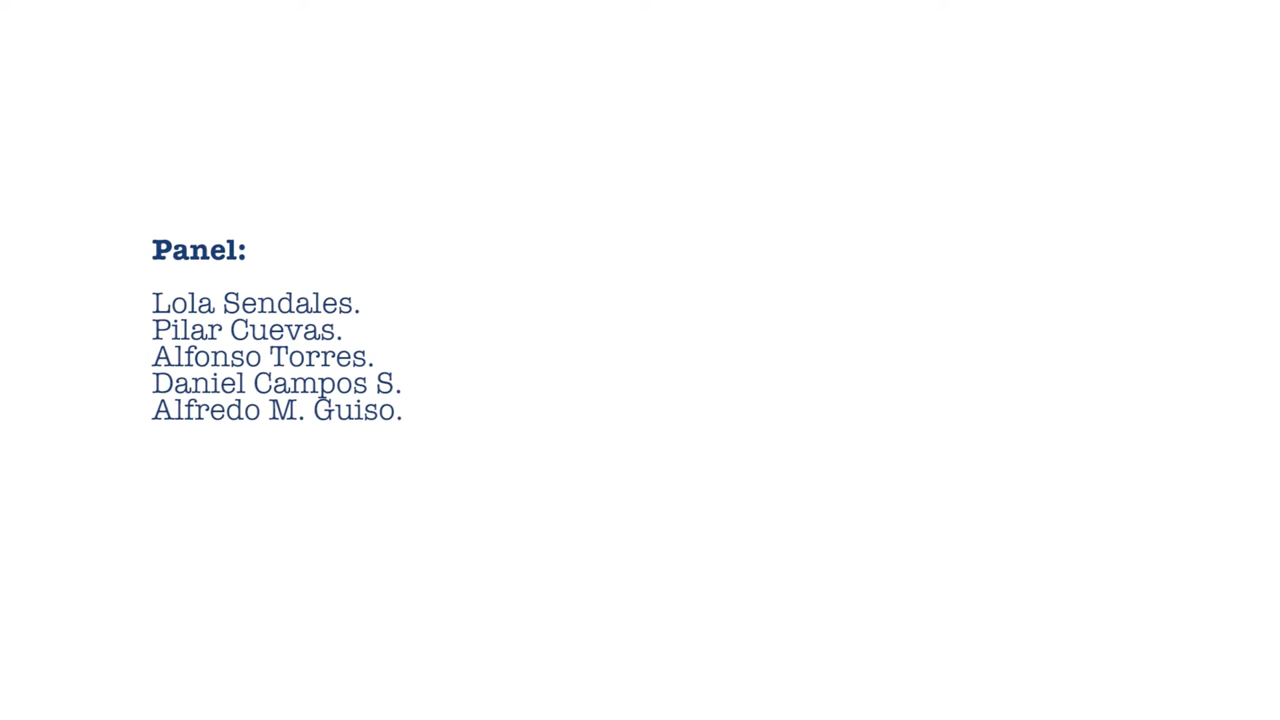 Panel:
Lola Sendales.
Pilar Cuevas.
Alfonso Torres.
Daniel Campos S.
Alfredo M. Guiso.